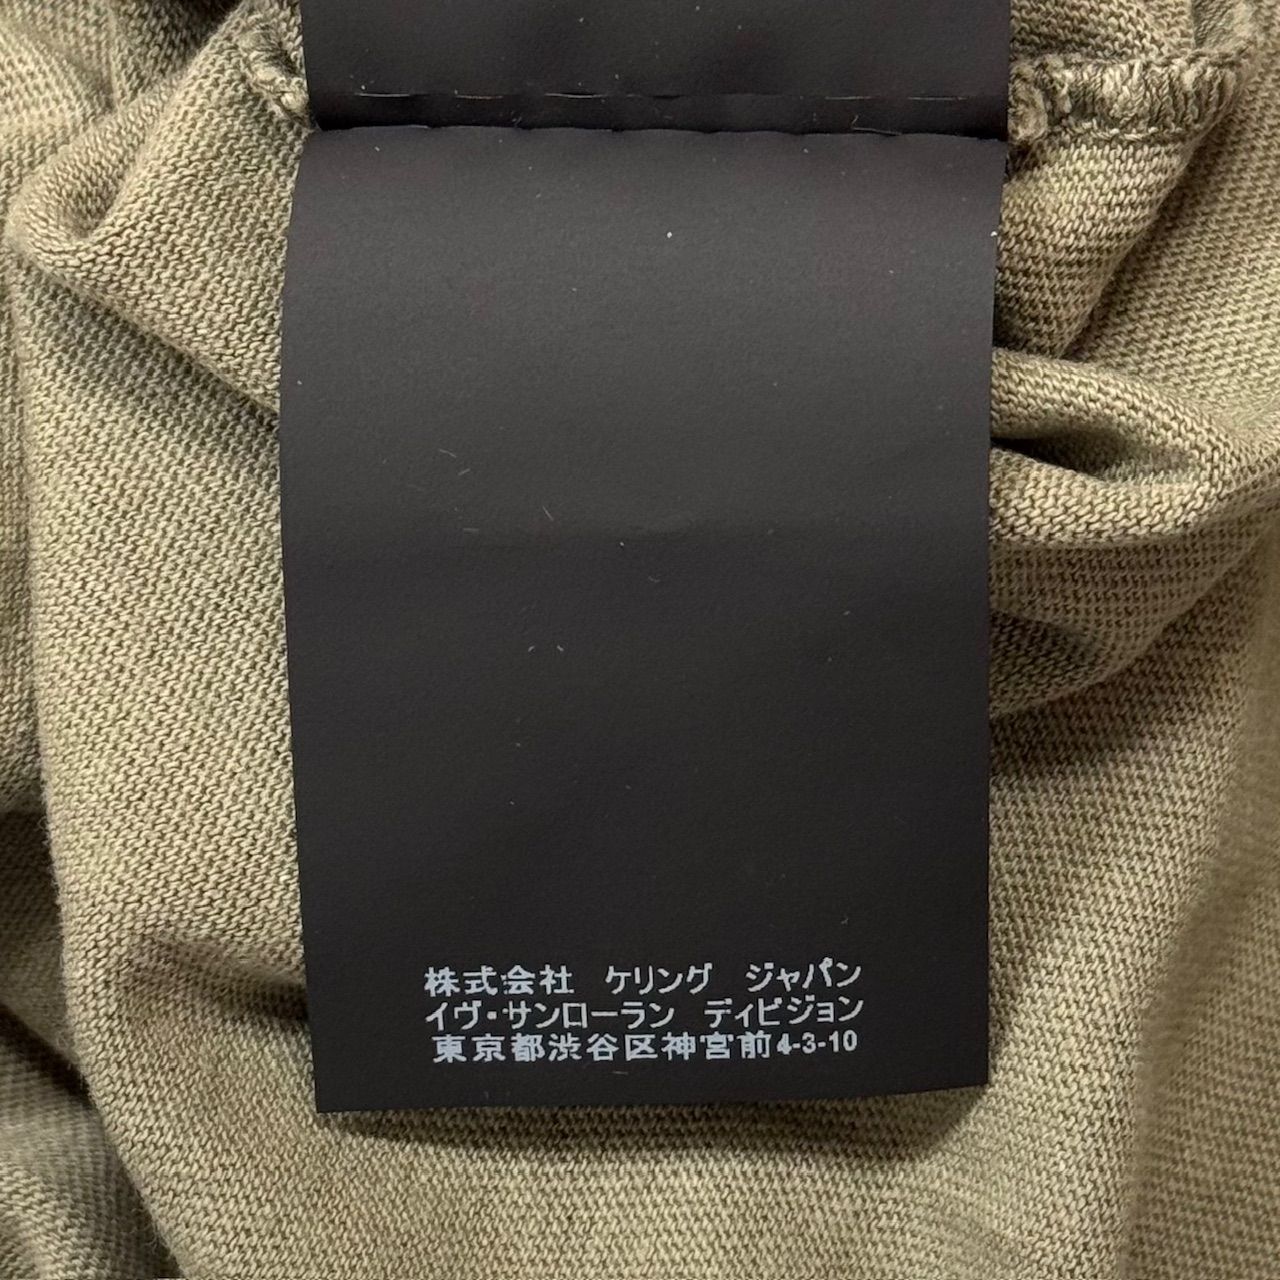 株式会社 ケリング ジャパン
イヴ・サンローラン ディビジョン
東京都渋谷区神宮前4-3-10